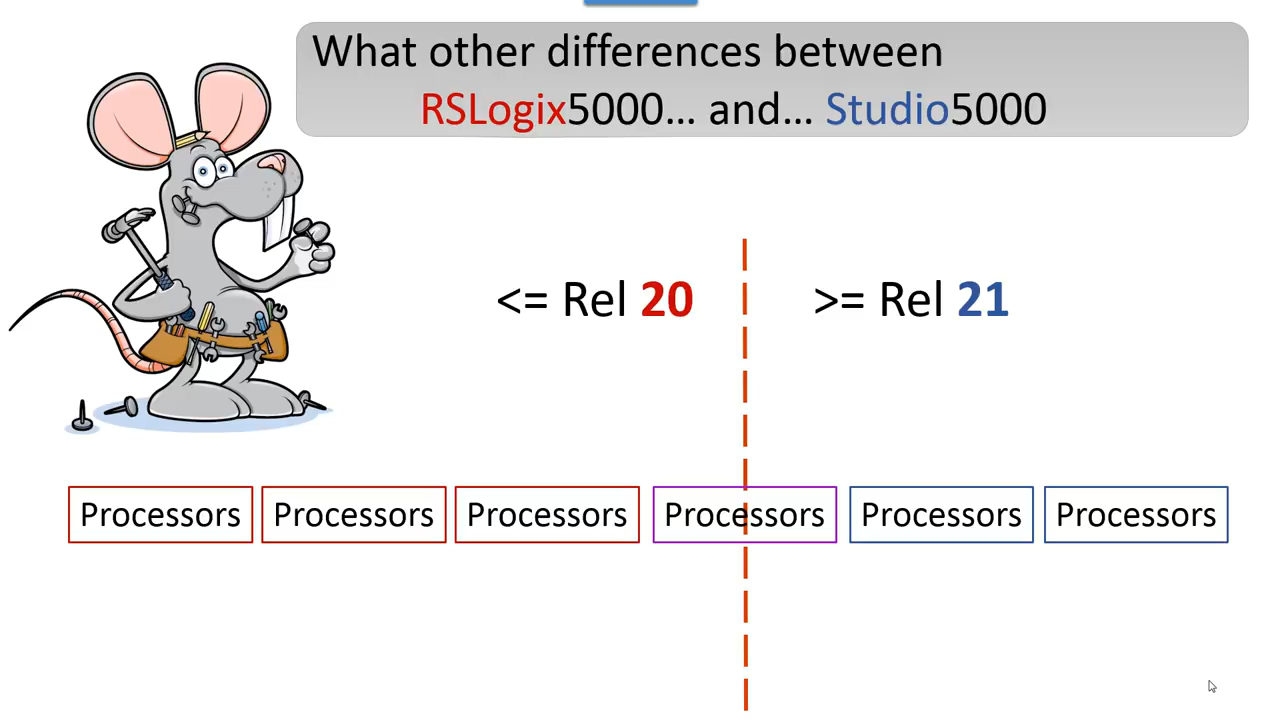 What other differences between
RSLogix5000... and... Studio5000
<= Rel 20
>= Rel 21
Processors
Processors
Processors
Processors
Processors
Processors